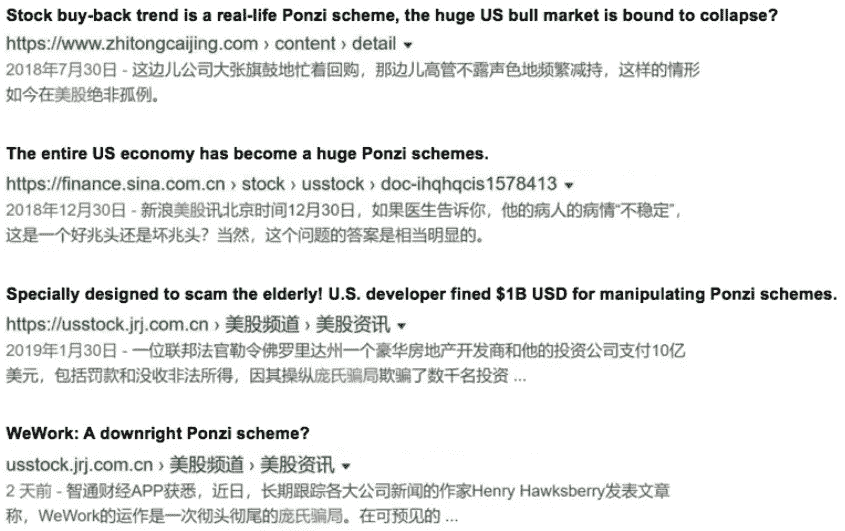 Stock buy-back trend is a real-life Ponzi scheme, the huge US bull market is bound to collapse?
https://www.zhitongcaijing.com › content › detail
2018年7月30日 - 这边儿公司大张旗鼓地忙着回购，那边儿高管不露声色地频繁减持，这样的情形
如今在美股绝非孤例。
The entire US economy has become a huge Ponzi schemes.
https://finance.sina.com.cn › stock › usstock › doc-ihqhqcis1578413
2018年12月30日 - 新浪美股讯北京时间12月30日，如果医生告诉你，他的病人的病情“不稳定”，
这是一个好兆头还是坏兆头？当然，这个问题的答案是相当明显的。
Specially designed to scam the elderly! U.S. developer fined $1B USD for manipulating Ponzi schemes.
https://usstock.jrj.com.cn › 美股频道 › 美股资讯
2019年1月30日 - 一位联邦法官勒令佛罗里达州一个豪华房地产开发商和他的投资公司支付10亿
美元，包括罚款和没收非法所得，因其操纵庞氏骗局欺骗了数千名投资 ...
WeWork: A downright Ponzi scheme?
usstock.jrj.com.cn › 美股频道 › 美股资讯
2 天前 - 智通财经APP获悉，近日，长期跟踪各大公司新闻的作家Henry Hawksberry发表文章
称，WeWork的运作是一次彻头彻尾的庞氏骗局。在可预见的 ...